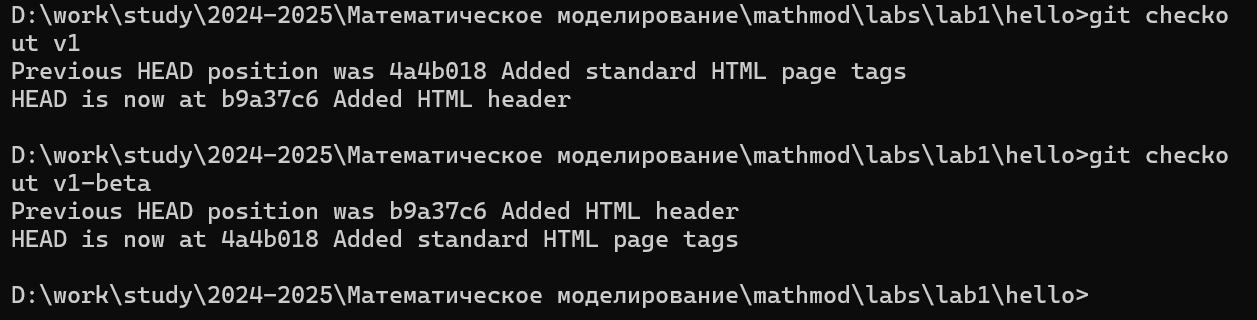 D:\work\study\2024-2025\Математическое моделирование\mathmod\labs\lab1\hello>git checko
ut v1
Previous HEAD position was 4a4b018 Added standard HTML page tags
HEAD is now at b9a37c6 Added HTML header
D:\work\study\2024-2025\Математическое моделирование\mathmod\labs\lab1\hello>git checko
ut v1-beta
Previous HEAD position was b9a37c6 Added HTML header
HEAD is now at 4a4b018 Added standard HTML page tags
D:\work\study\2024-2025\Математическое моделирование\mathmod\labs\lab1\hello>